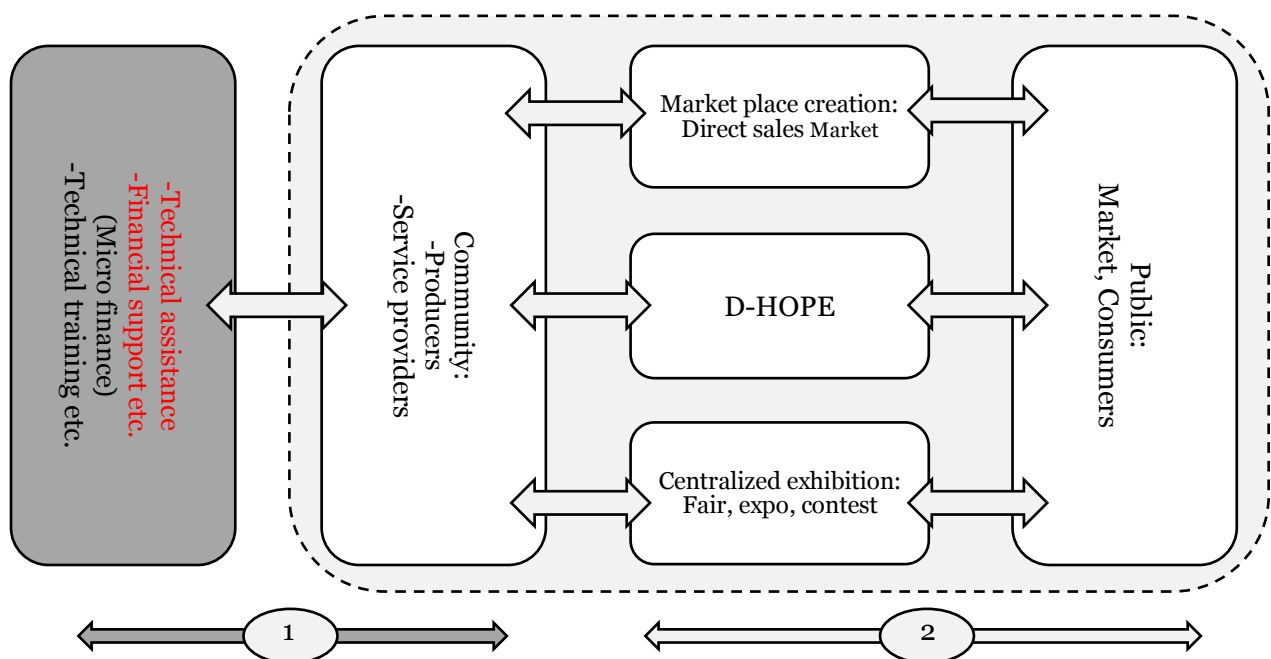 -Technical assistance
-Financial support etc.
(Micro finance)
-Technical training etc.
Community:
-Producers
-Service providers
Market place creation:
Direct sales Market
D-HOPE
Centralized exhibition:
Fair, expo, contest
Public:
Market, Consumers
1
2